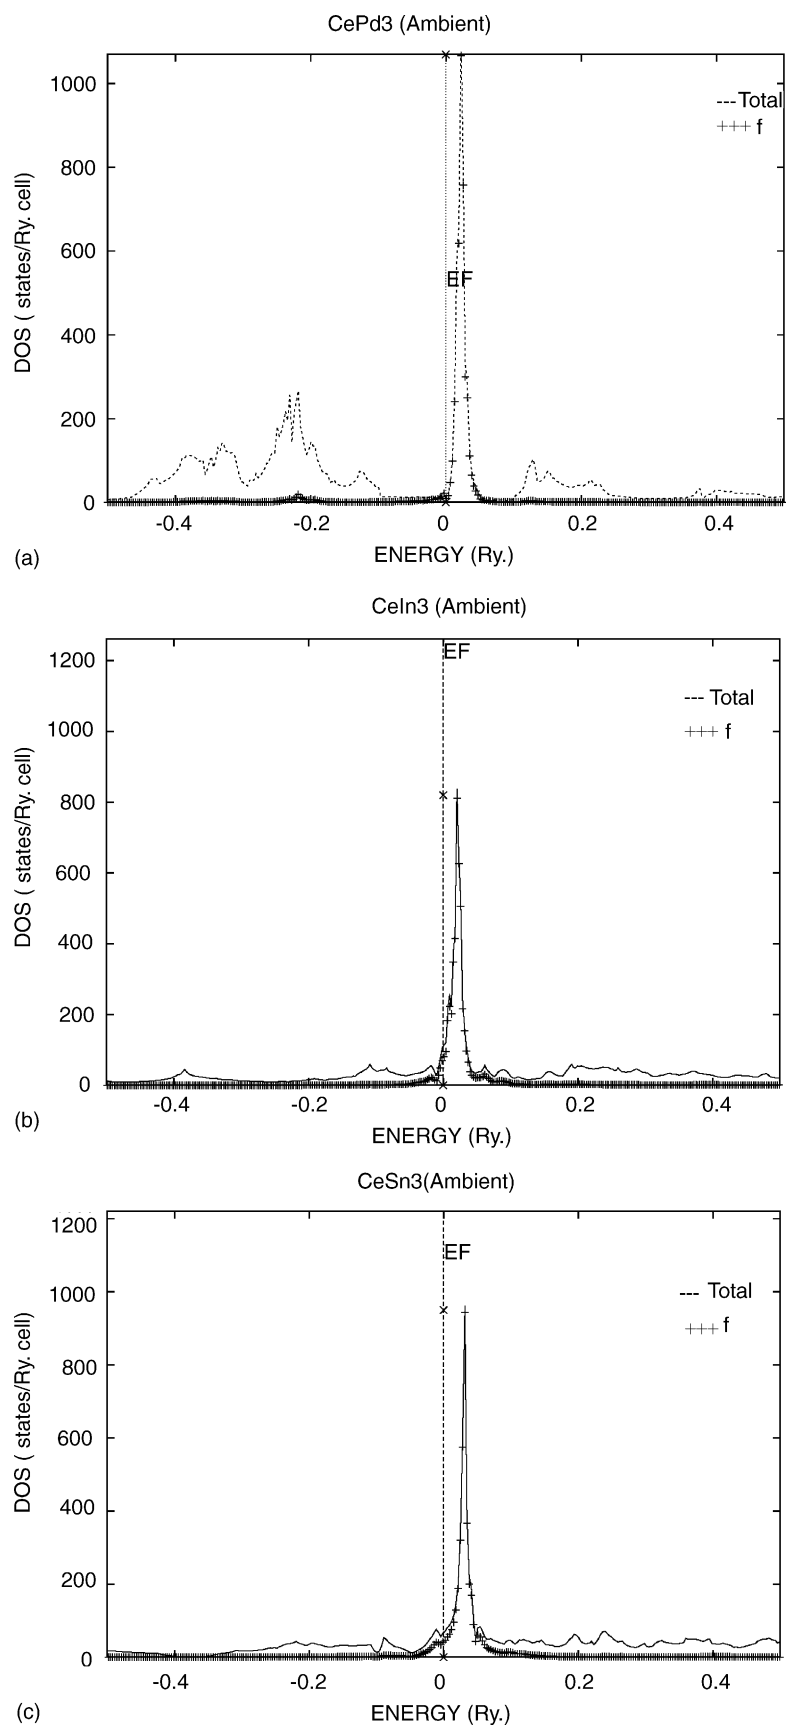 CePd3 (Ambient)
1000
800
600
400
200
0
DOS ( states/Ry. cell)
---Total
+++ f
EF
-0.4 -0.2 0 0.2 0.4
ENERGY (Ry.)
(a)
CeIn3 (Ambient)
1200
1000
800
600
400
200
0
DOS ( states/Ry. cell)
EF
--- Total
+++ f
-0.4 -0.2 0 0.2 0.4
ENERGY (Ry.)
(b)
CeSn3(Ambient)
1200
1000
800
600
400
200
0
DOS ( states/Ry. cell)
EF
--- Total
+++ f
-0.4 -0.2 0 0.2 0.4
ENERGY (Ry.)
(c)